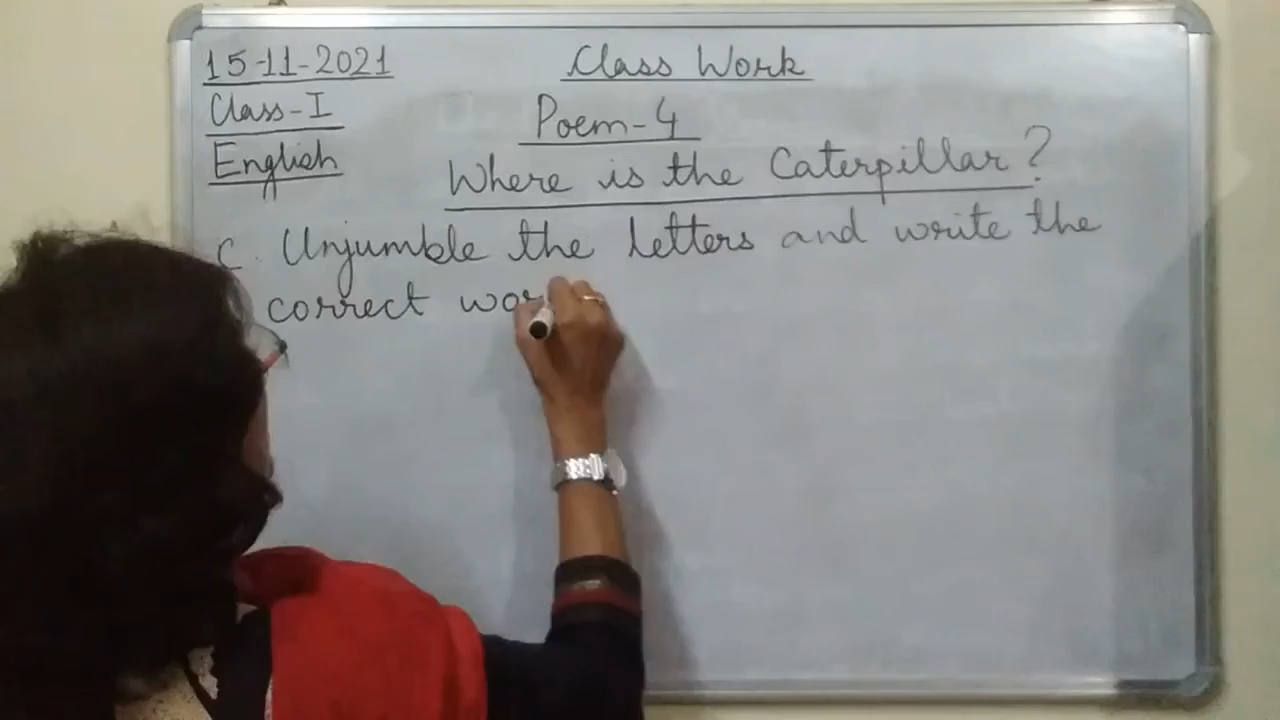 15-11-2021 Class Work
Class-I
Poem-4
English
Where is the Caterpillar?
C. Unjumble the letters and write the
correct wor